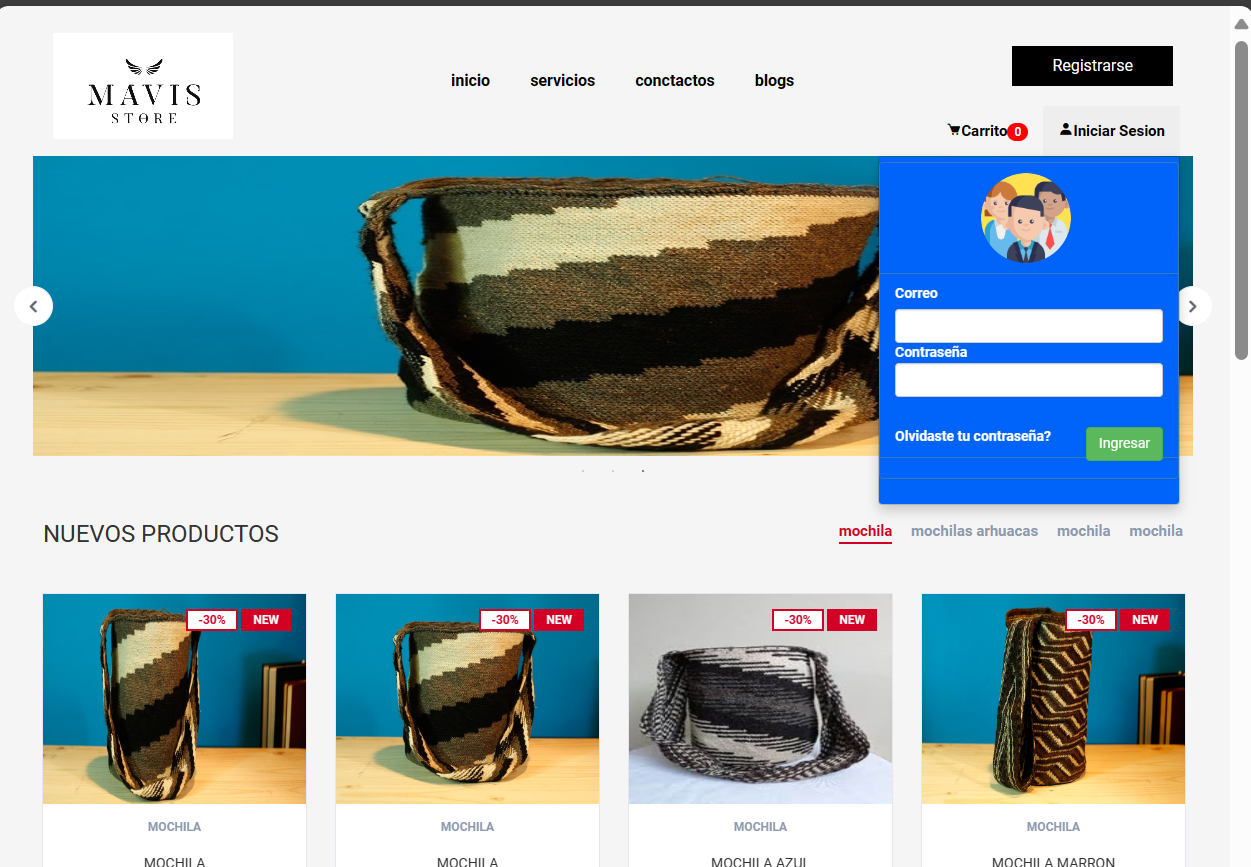 MAVIS
STORE
inicio servicios conctactos blogs
Registrarse
Carrito 0 Iniciar Sesion
Correo
Contraseña
Olvidaste tu contraseña? Ingresar
NUEVOS PRODUCTOS
mochila mochilas arhuacas mochila mochila
-30% NEW -30% NEW -30% NEW -30% NEW
MOCHILA MOCHILA MOCHILA MOCHILA
MOCHILA MOCHILA MOCHILA AZUL MOCHILA MARRON